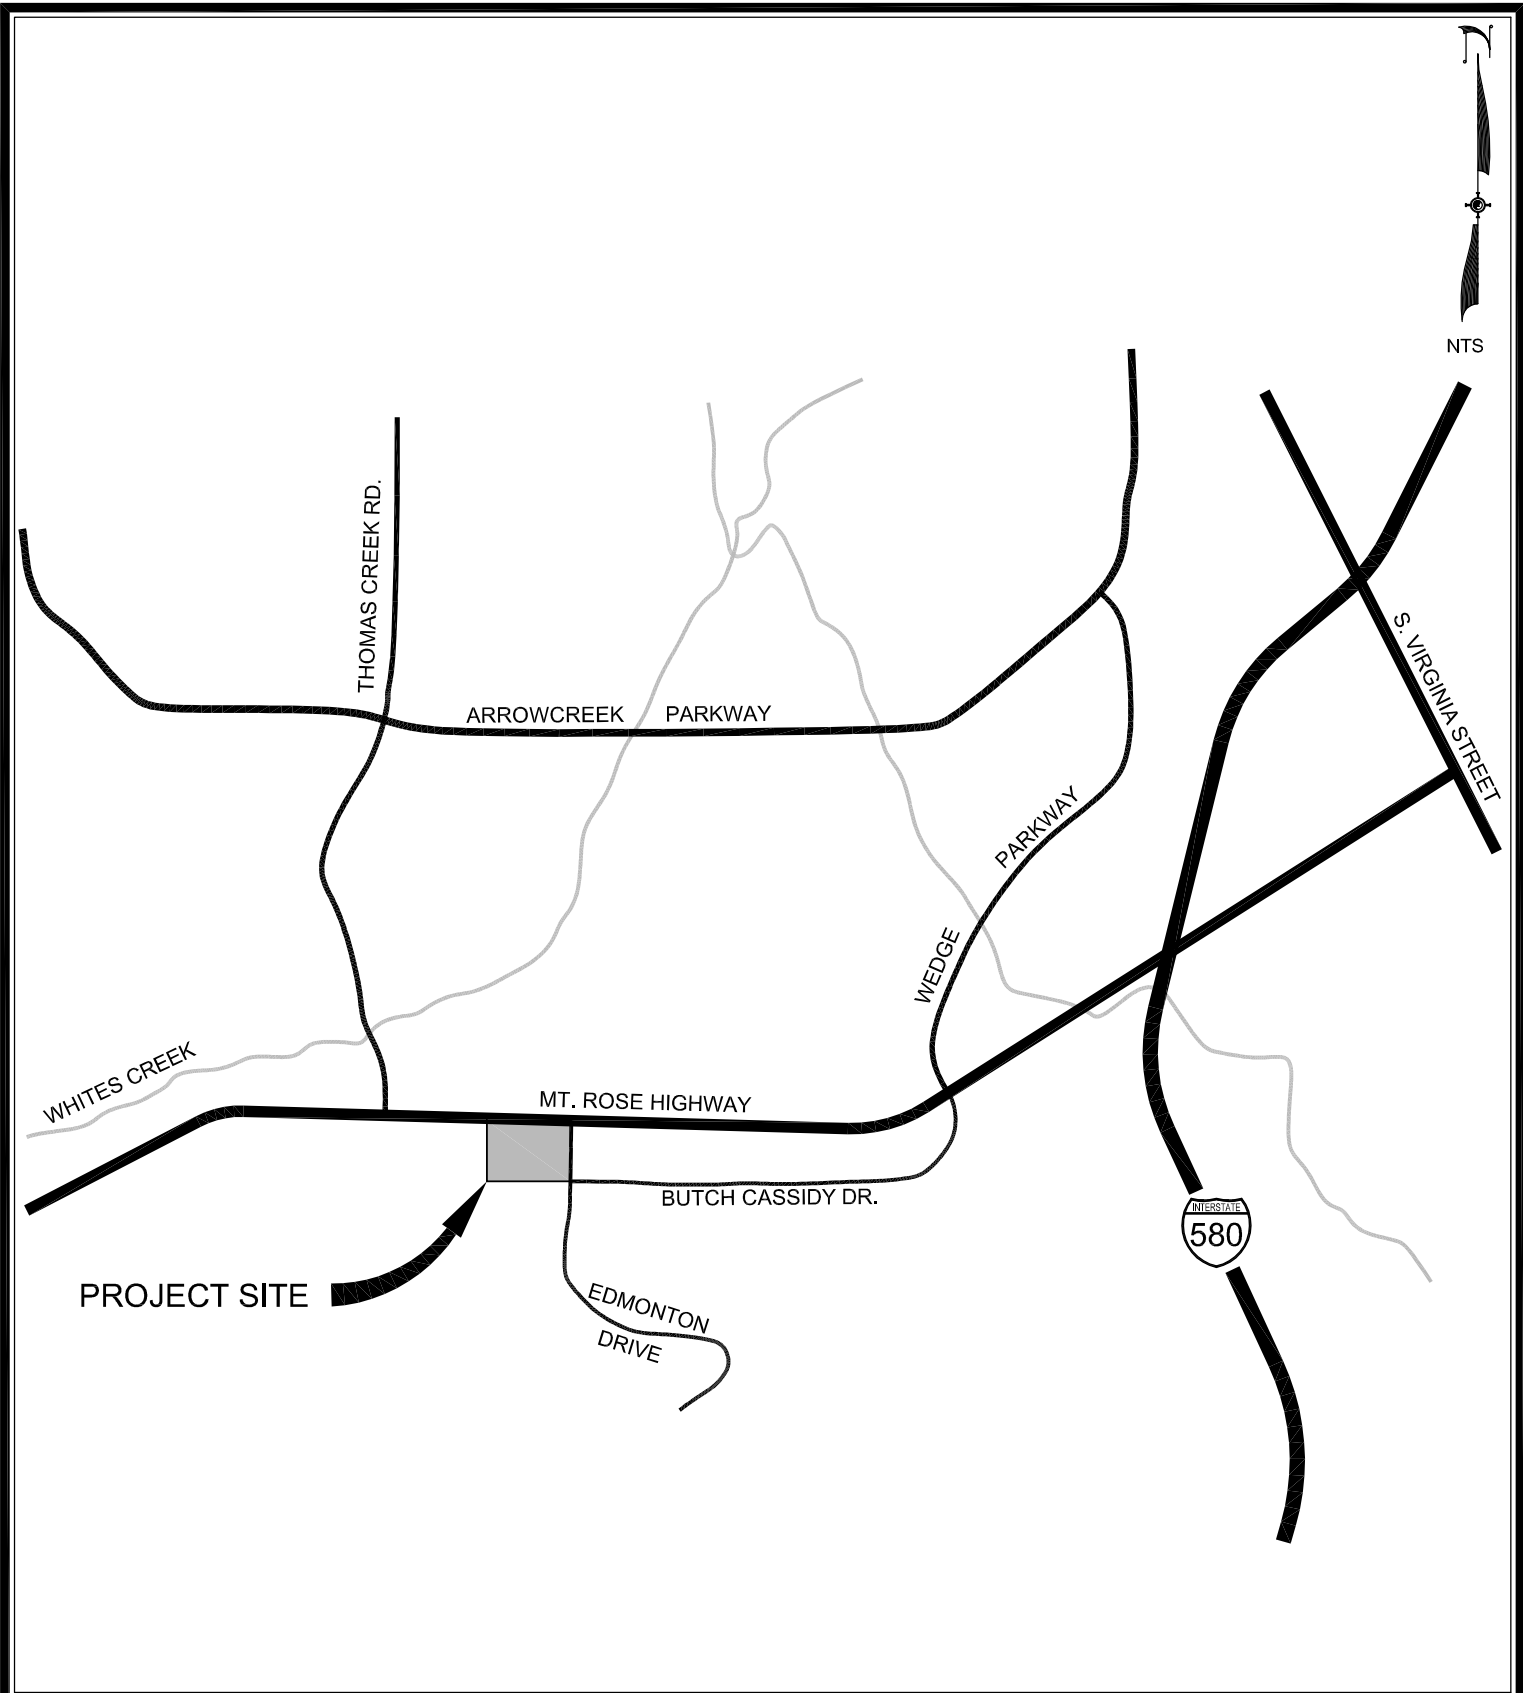 N
NTS
THOMAS CREEK RD.
S. VIRGINIA STREET
ARROWCREEK PARKWAY
WEDGE PARKWAY
WHITES CREEK
MT. ROSE HIGHWAY
BUTCH CASSIDY DR.
INTERSTATE
580
PROJECT SITE
EDMONTON
DRIVE